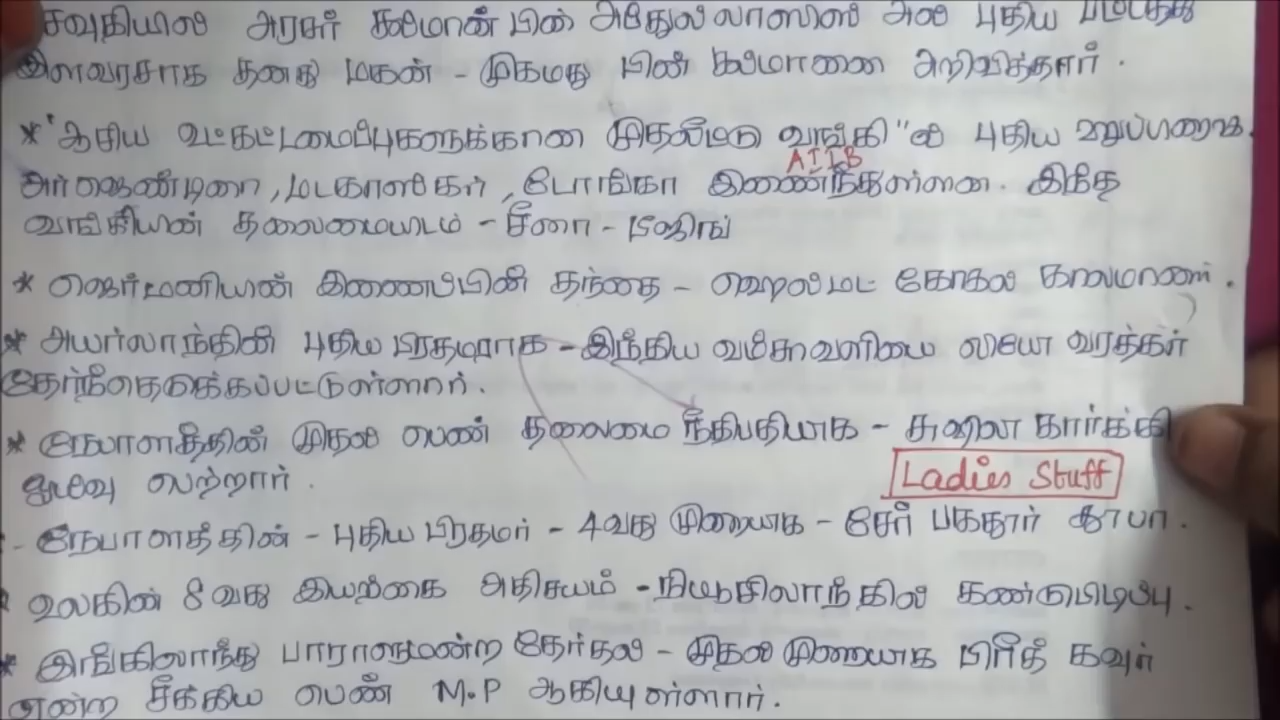 சவுதியில் அரசர் சல்மான் பின் அப்துல் லாஸிஸ் அல் புதிய பட்டத்து
இளவரசராக தனது மகன் - முகமது பின் சல்மானை அறிவித்தார்.
* "ஆசிய உட்கட்டமைப்புகளுக்கான முதலீட்டு வங்கி"ல் புதிய உறுப்பினராக
AIIB
அர்ஜெண்டினா, மடகாஸ்கர், டோங்கா இணைந்துள்ளன. இந்த
வங்கியின் தலைமையிடம் - சீனா - பீஜிங்
* ஜெர்மனியின் இணைப்பின் தந்தை - ஹெல்மட் கோகல் காலமானார்.
* அயர்லாந்தின் புதிய பிரதமராக - இந்திய வம்சாவளியை லியோ வரத்கர்
தேர்ந்தெடுக்கப்பட்டுள்ளார்.
* நேபாளத்தின் முதல் பெண் தலைமை நீதிபதியாக - சுஷிலா கார்க்கி
ஓய்வு பெற்றார்.
Ladies Stuff
- நேபாளத்தின் - புதிய பிரதமர் - 4வது முறையாக - சேர் பகதூர் தூபா.
* உலகின் 8வது இயற்கை அதிசயம் - நியூசிலாந்தில் கண்டுபிடிப்பு.
* இங்கிலாந்து பாராளுமன்ற தேர்தல் - முதல் முறையாக பிரீத் கவுர்
என்ற சீக்கிய பெண் M.P ஆகியுள்ளார்.